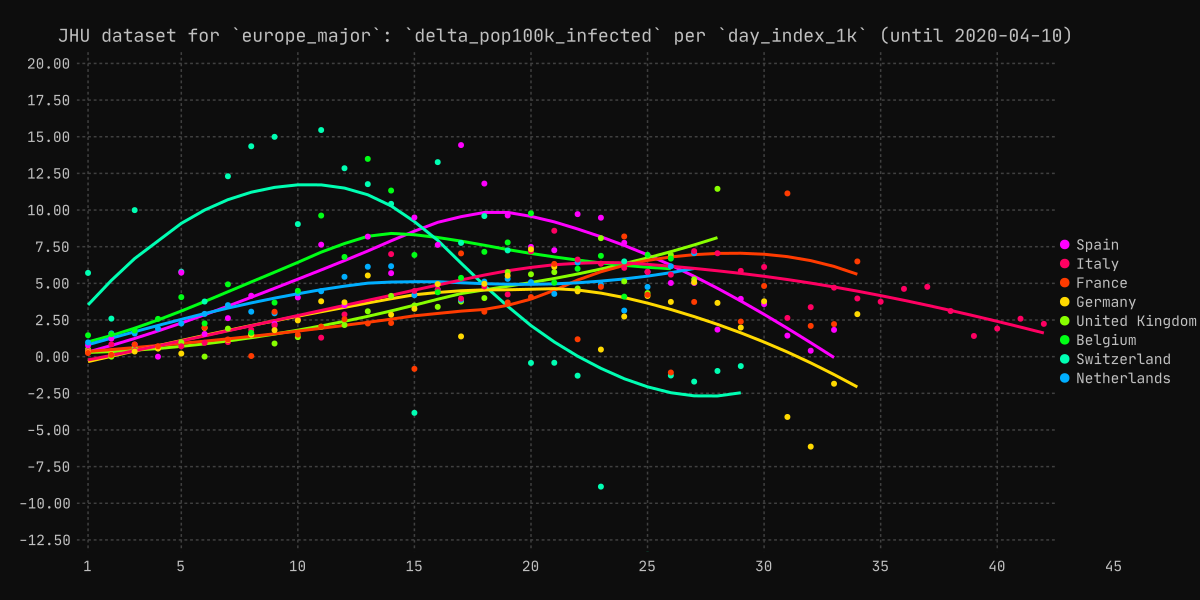 JHU dataset for `europe_major`: `delta_pop100k_infected` per `day_index_1k` (until 2020-04-10)
20.00
17.50
15.00
12.50
10.00
7.50
5.00
2.50
0.00
-2.50
-5.00
-7.50
-10.00
-12.50
1 5 10 15 20 25 30 35 40 45
Spain
Italy
France
Germany
United Kingdom
Belgium
Switzerland
Netherlands